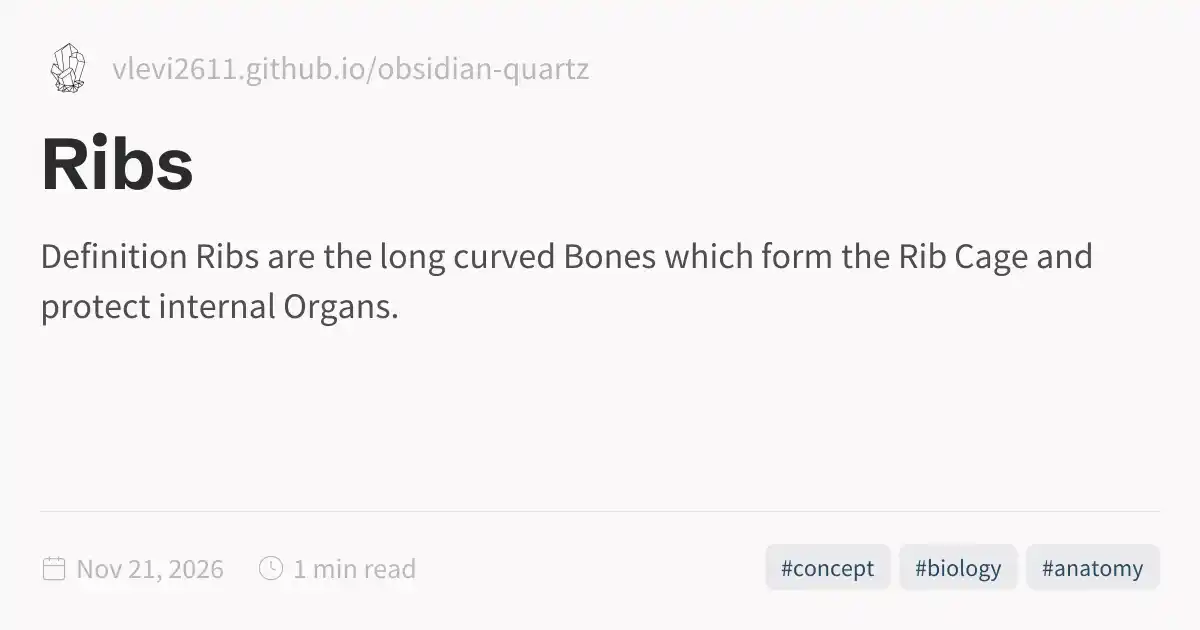 vlevi2611.github.io/obsidian-quartz
Ribs
Definition Ribs are the long curved Bones which form the Rib Cage and
protect internal Organs.
Nov 21, 2026 1 min read #concept #biology #anatomy